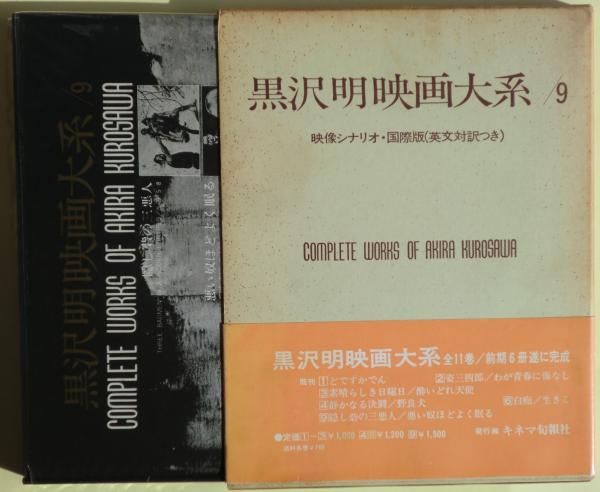 黒沢明映画大系/9
COMPLETE WORKS OF AKIRA KUROSAWA
隠し砦の三悪人
悪い奴ほどよく眠る
黒沢明映画大系/9
映像シナリオ・国際版(英文対訳つき)
COMPLETE WORKS OF AKIRA KUROSAWA
黒沢明映画大系 全11巻/前期6冊遂に完成
既刊 1どですかでん 2姿三四郎/わが青春に悔なし
3素晴らしき日曜日/酔いどれ天使
4静かなる決闘/野良犬 6白痴/生きる
9隠し砦の三悪人/悪い奴ほどよく眠る
●定価 ¥1,000 ¥1,200 9¥1,500 発行所 キネマ旬報社